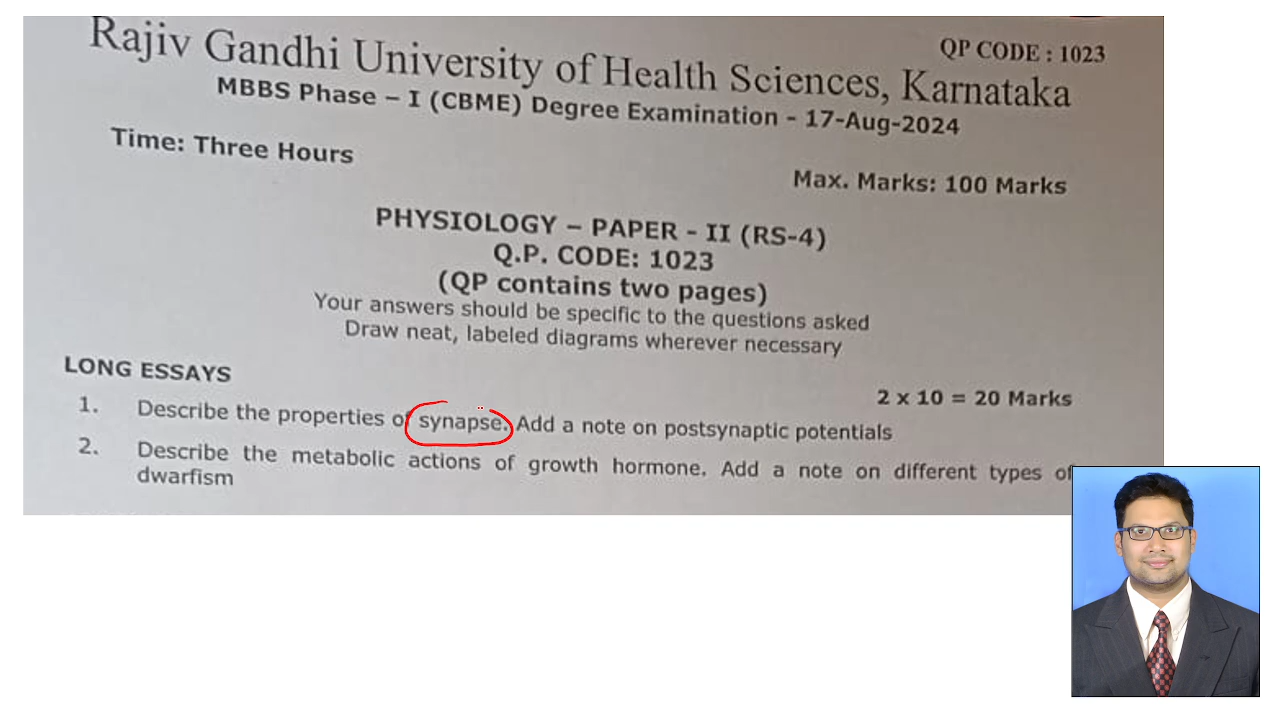 QP CODE : 1023
Rajiv Gandhi University of Health Sciences, Karnataka
MBBS Phase – I (CBME) Degree Examination - 17-Aug-2024
Time: Three Hours
Max. Marks: 100 Marks
PHYSIOLOGY – PAPER - II (RS-4)
Q.P. CODE: 1023
(QP contains two pages)
Your answers should be specific to the questions asked
Draw neat, labeled diagrams wherever necessary
LONG ESSAYS
2 x 10 = 20 Marks
1. Describe the properties of synapse. Add a note on postsynaptic potentials
2. Describe the metabolic actions of growth hormone. Add a note on different types of
dwarfism